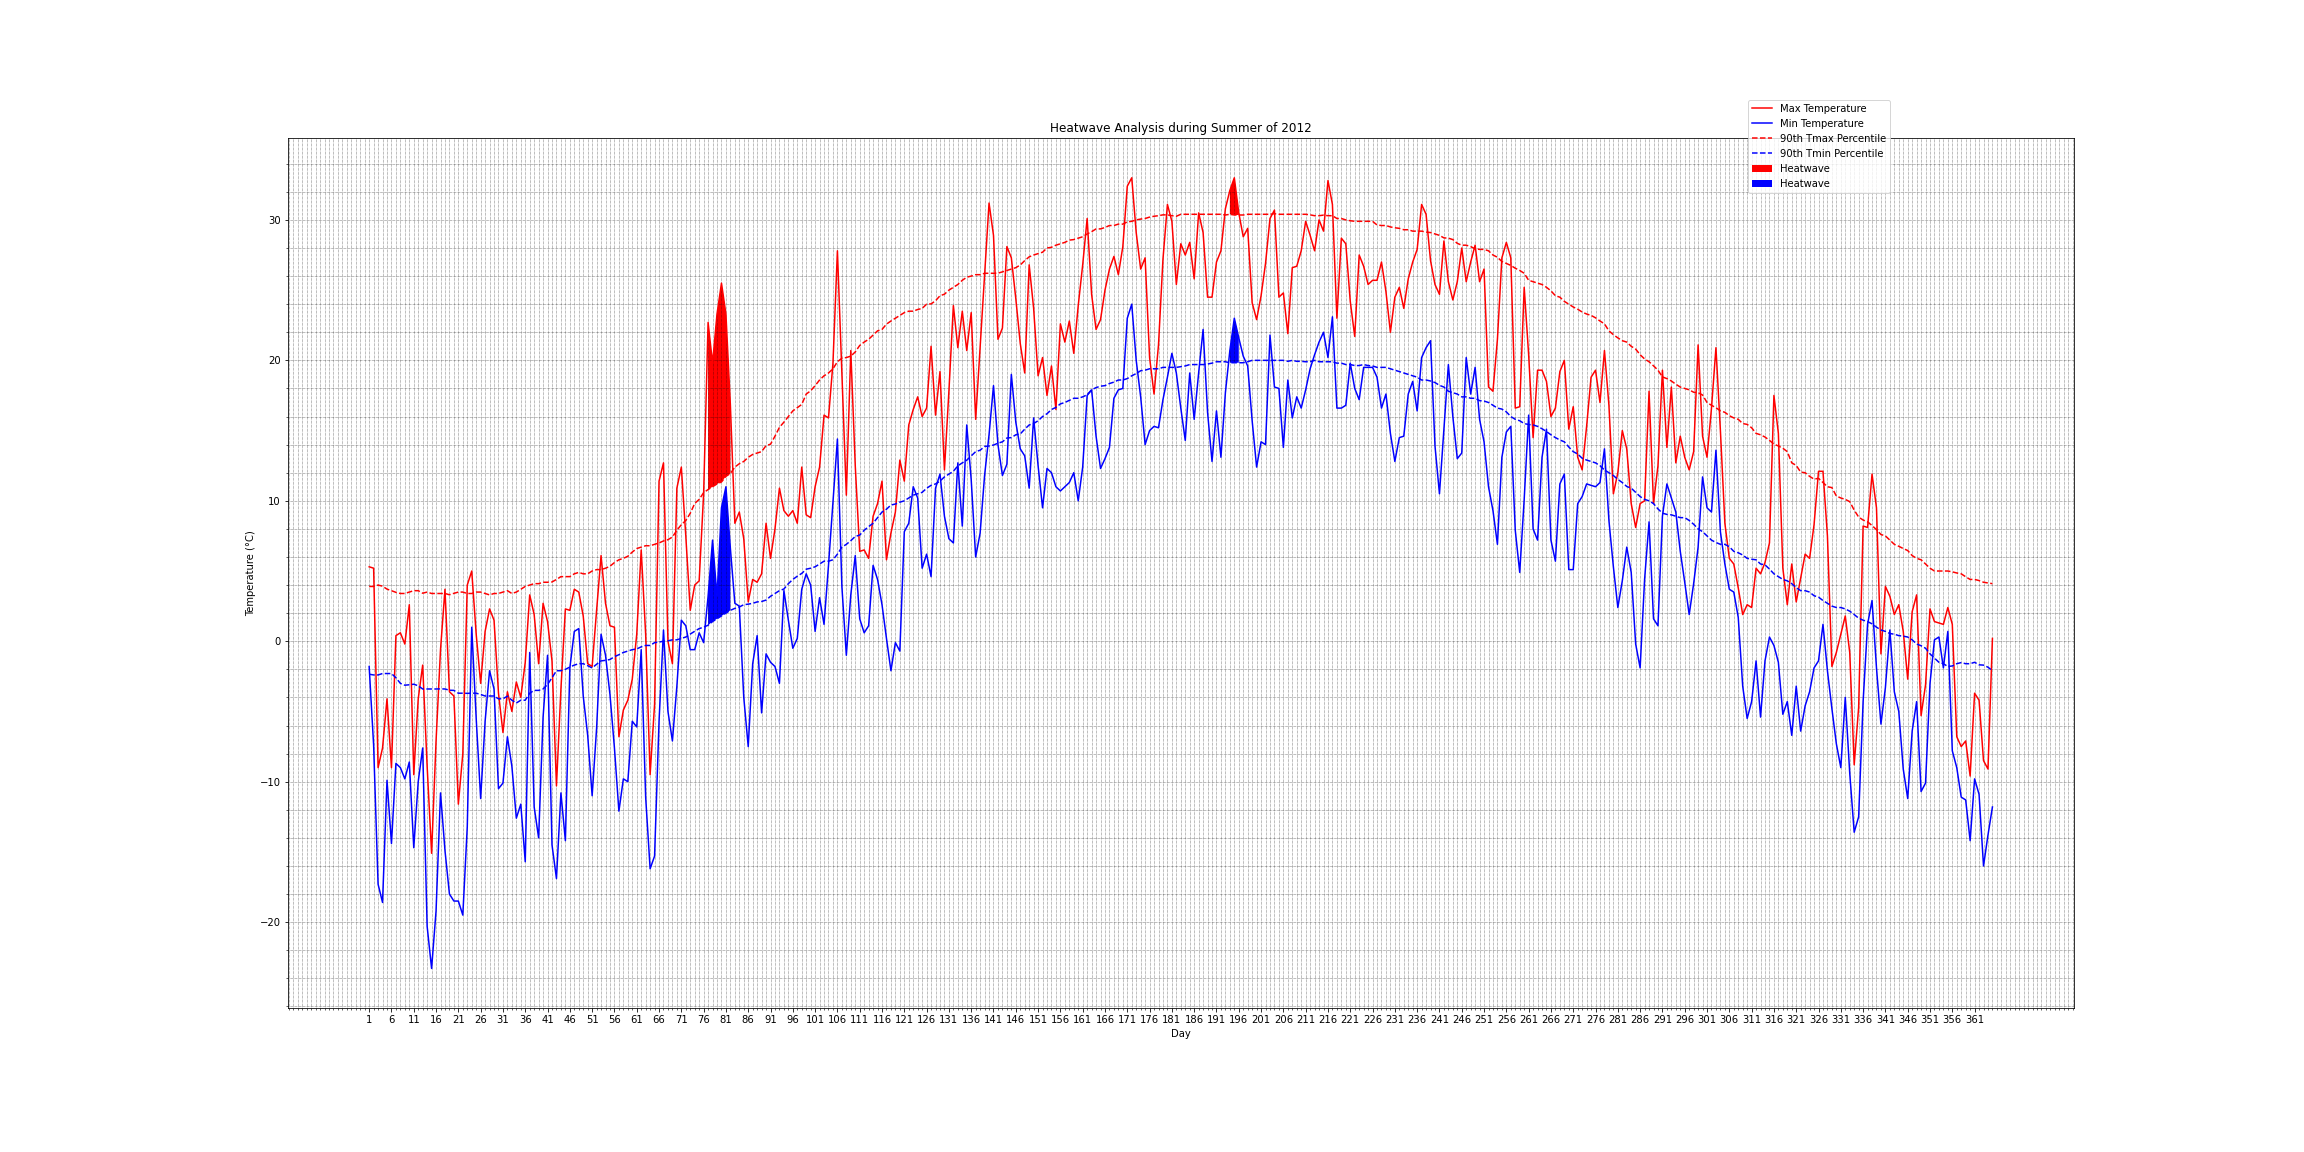 Heatwave Analysis during Summer of 2012
Max Temperature
Min Temperature
90th Tmax Percentile
90th Tmin Percentile
Heatwave
Heatwave
Temperature (°C)
30
20
10
0
−10
−20
1 6 11 16 21 26 31 36 41 46 51 56 61 66 71 76 81 86 91 96 101 106 111 116 121 126 131 136 141 146 151 156 161 166 171 176 181 186 191 196 201 206 211 216 221 226 231 236 241 246 251 256 261 266 271 276 281 286 291 296 301 306 311 316 321 326 331 336 341 346 351 356 361
Day